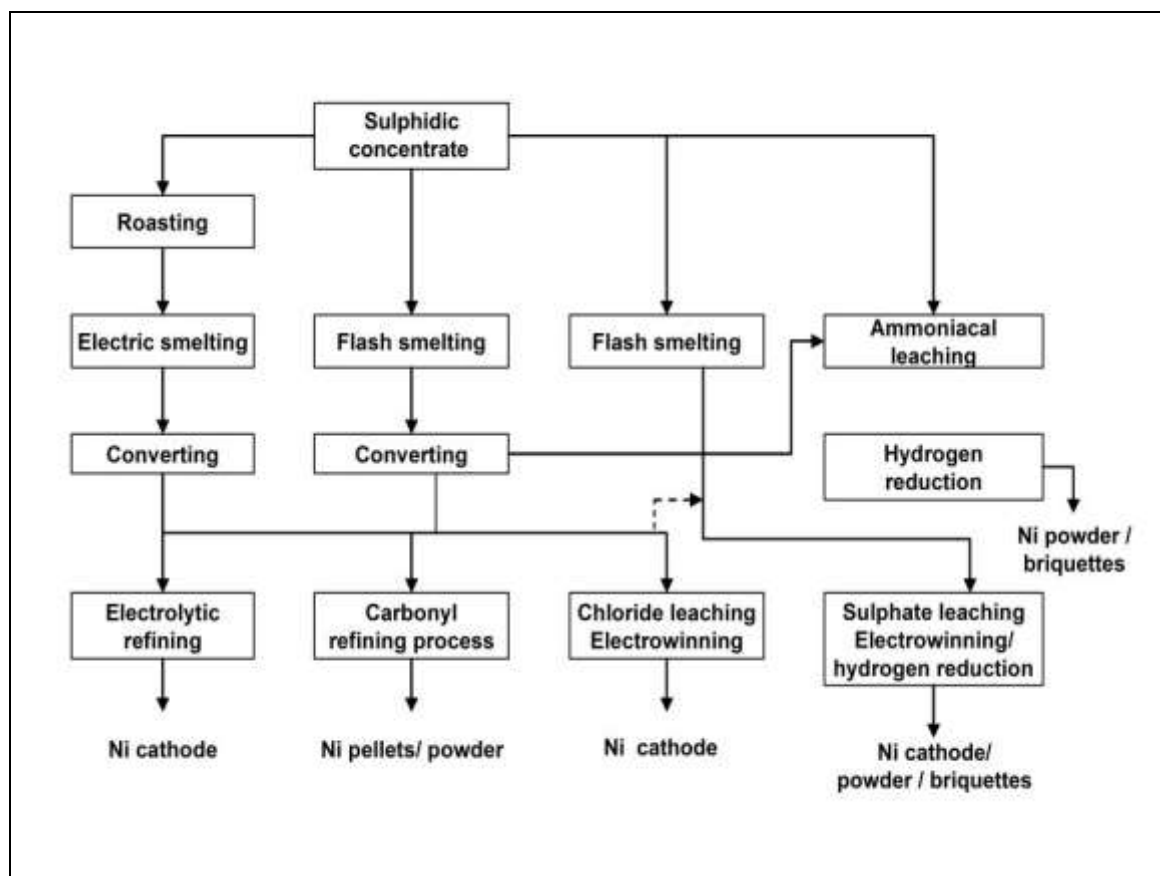 Sulphidic
concentrate
Roasting
Electric smelting
Flash smelting
Flash smelting
Ammoniacal
leaching
Converting
Converting
Hydrogen
reduction
Ni powder /
briquettes
Electrolytic
refining
Carbonyl
refining process
Chloride leaching
Electrowinning
Sulphate leaching
Electrowinning/
hydrogen reduction
Ni cathode
Ni pellets/ powder
Ni cathode
Ni cathode/
powder / briquettes